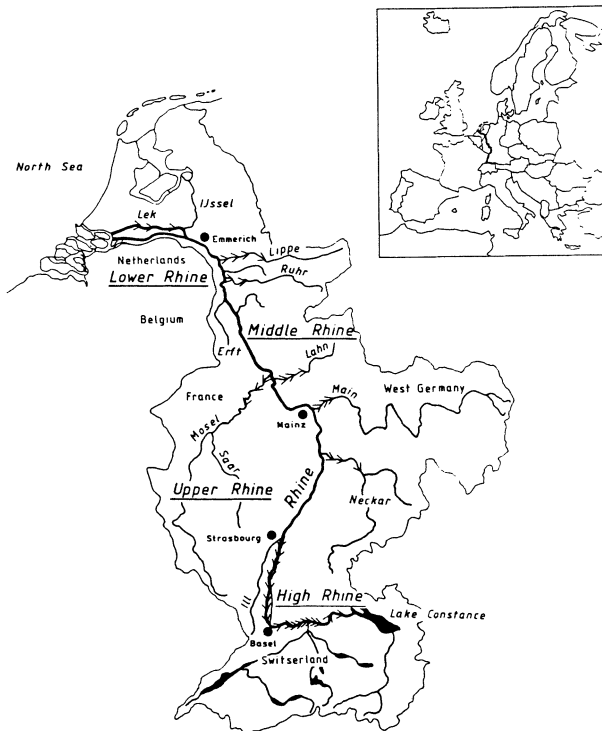 North Sea
IJssel
Lek
Emmerich
Lippe
Netherlands
Ruhr
Lower Rhine
Belgium
Middle Rhine
Erft
Lahn
France
Main
West Germany
Mosel
Mainz
Saar
Rhine
Upper Rhine
Neckar
Strasbourg
Ill
High Rhine
Lake Constance
Basel
Switserland